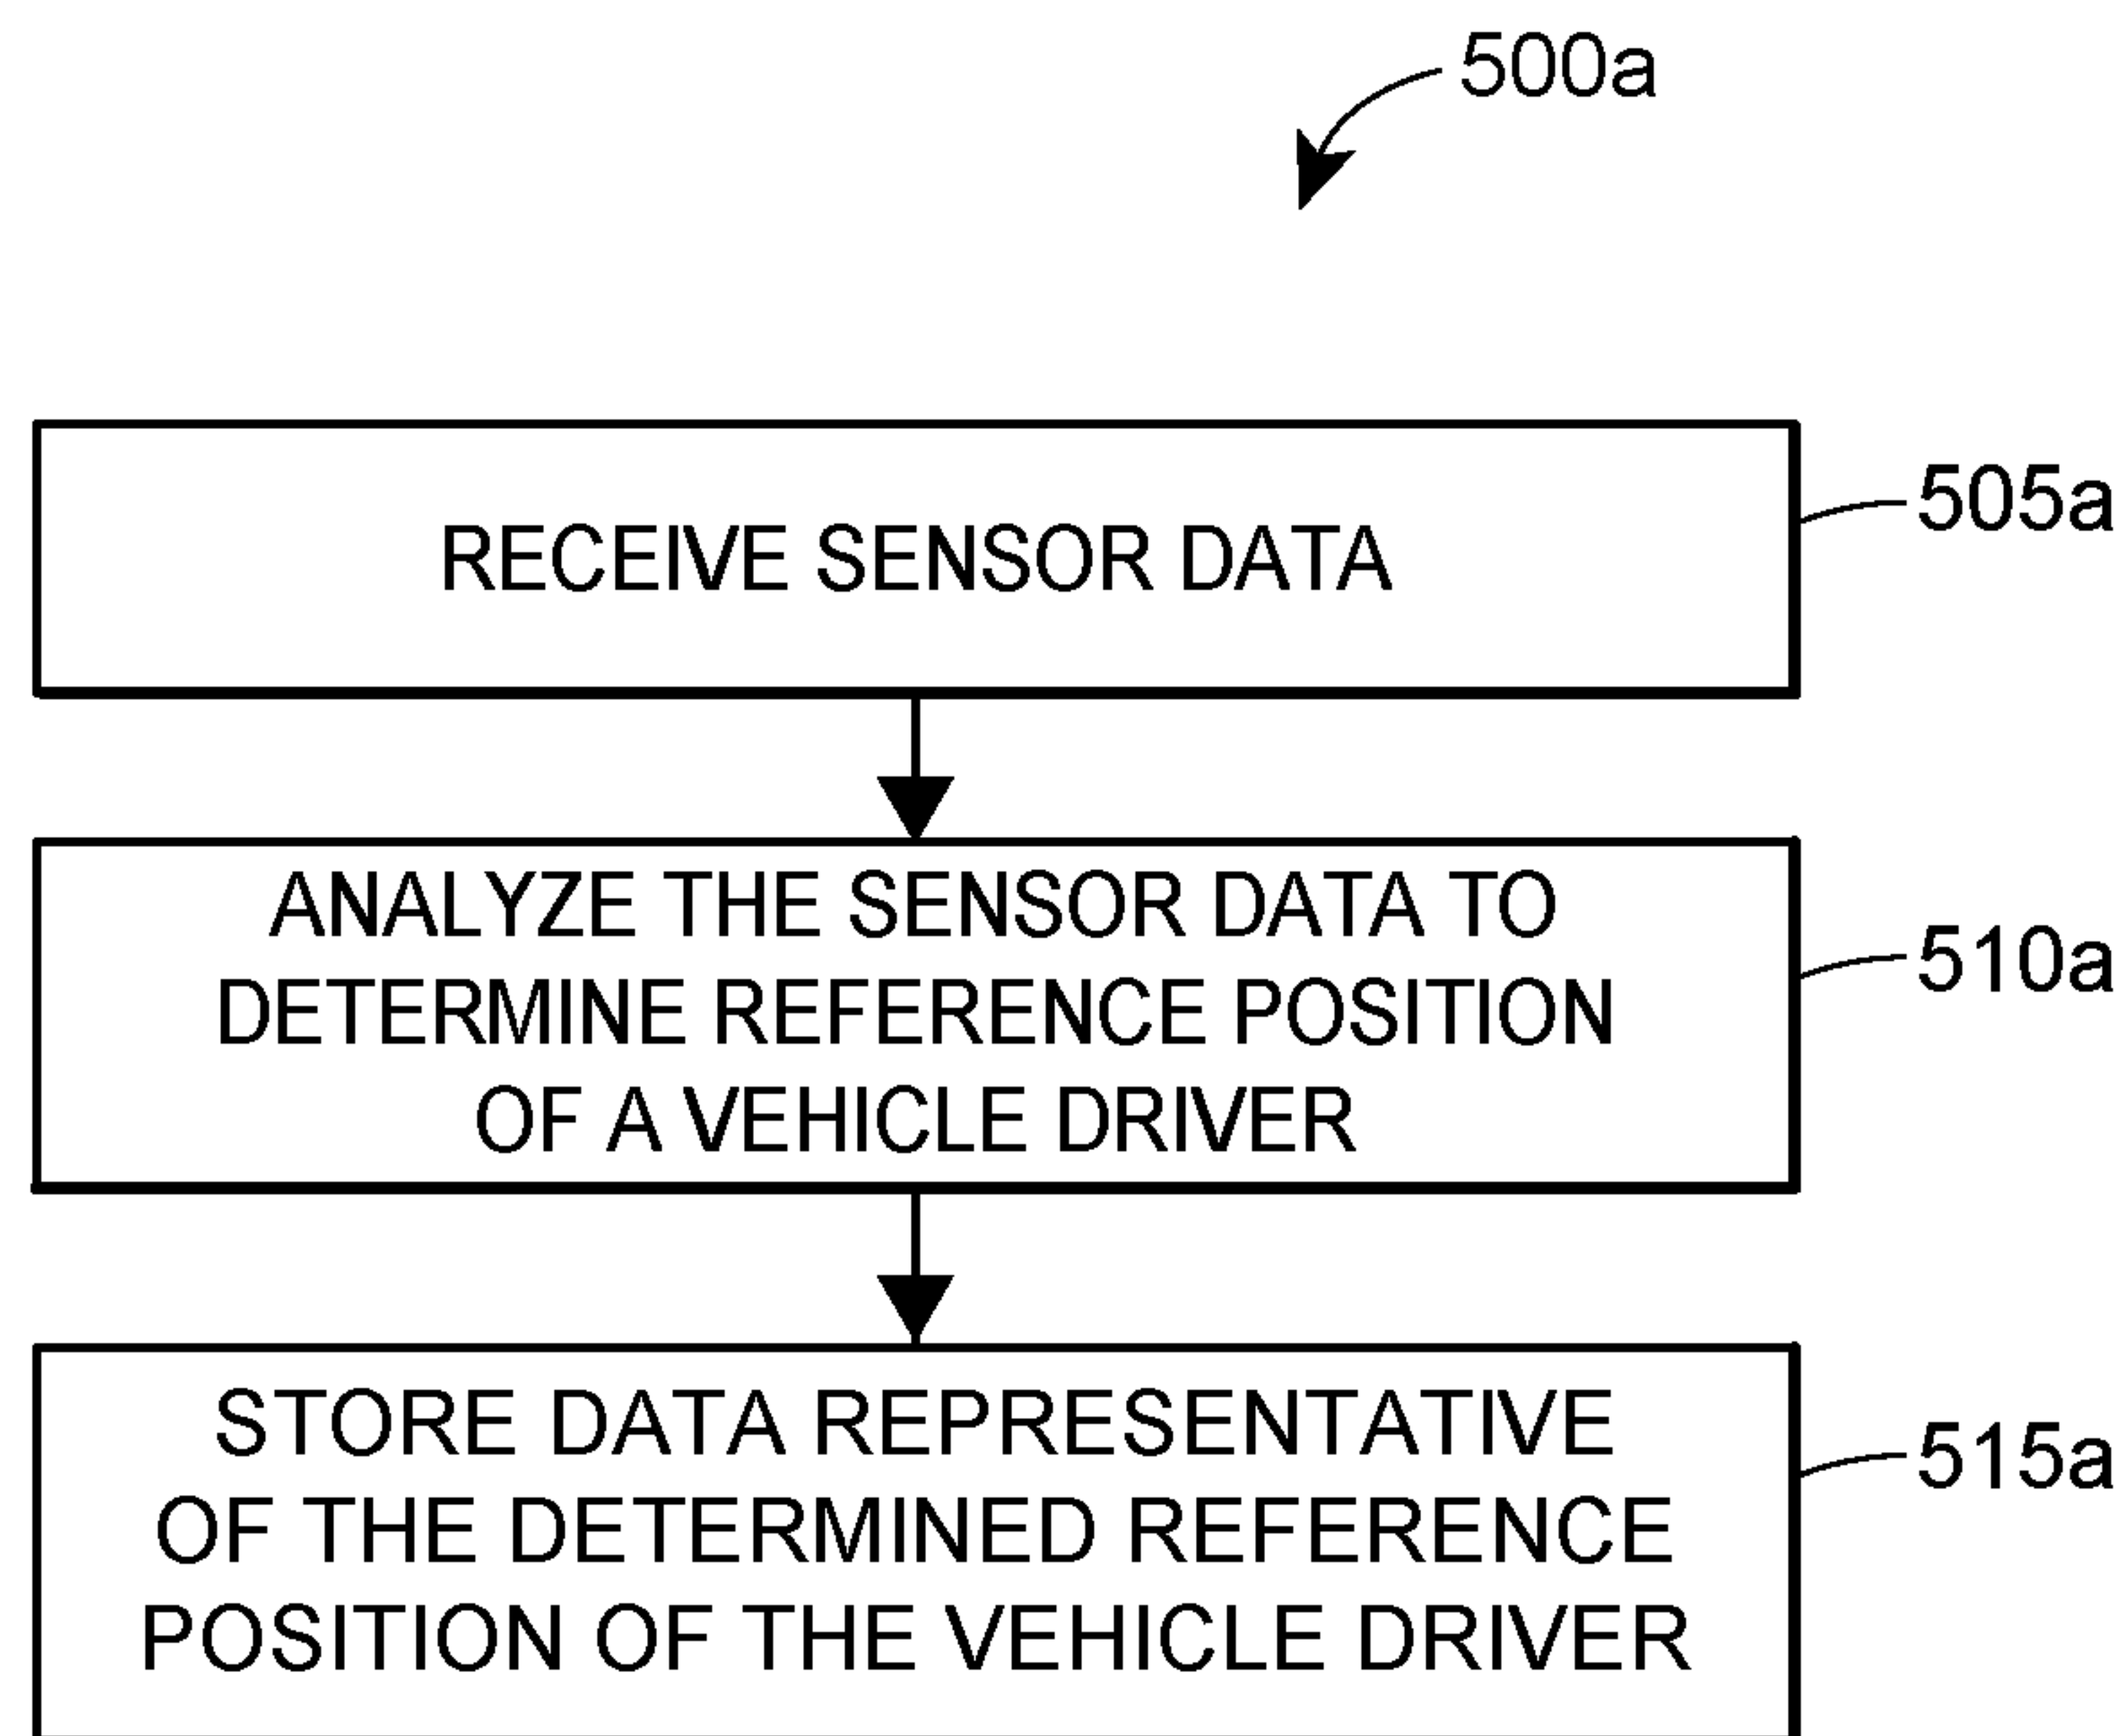 500a
RECEIVE SENSOR DATA
505a
ANALYZE THE SENSOR DATA TO
DETERMINE REFERENCE POSITION
OF A VEHICLE DRIVER
510a
STORE DATA REPRESENTATIVE
OF THE DETERMINED REFERENCE
POSITION OF THE VEHICLE DRIVER
515a